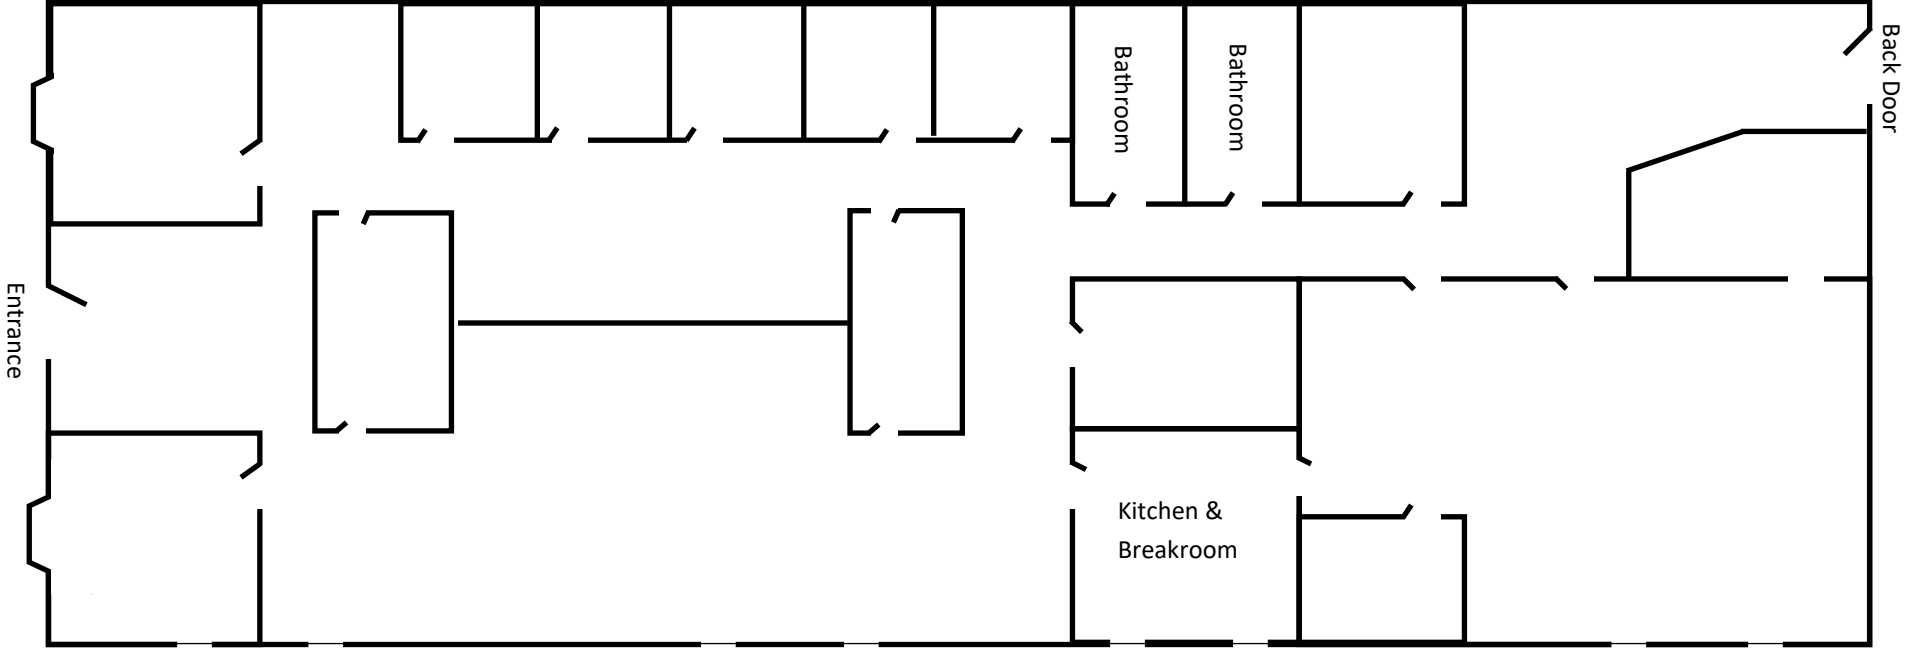 Entrance
Bathroom
Bathroom
Back Door
Kitchen &
Breakroom